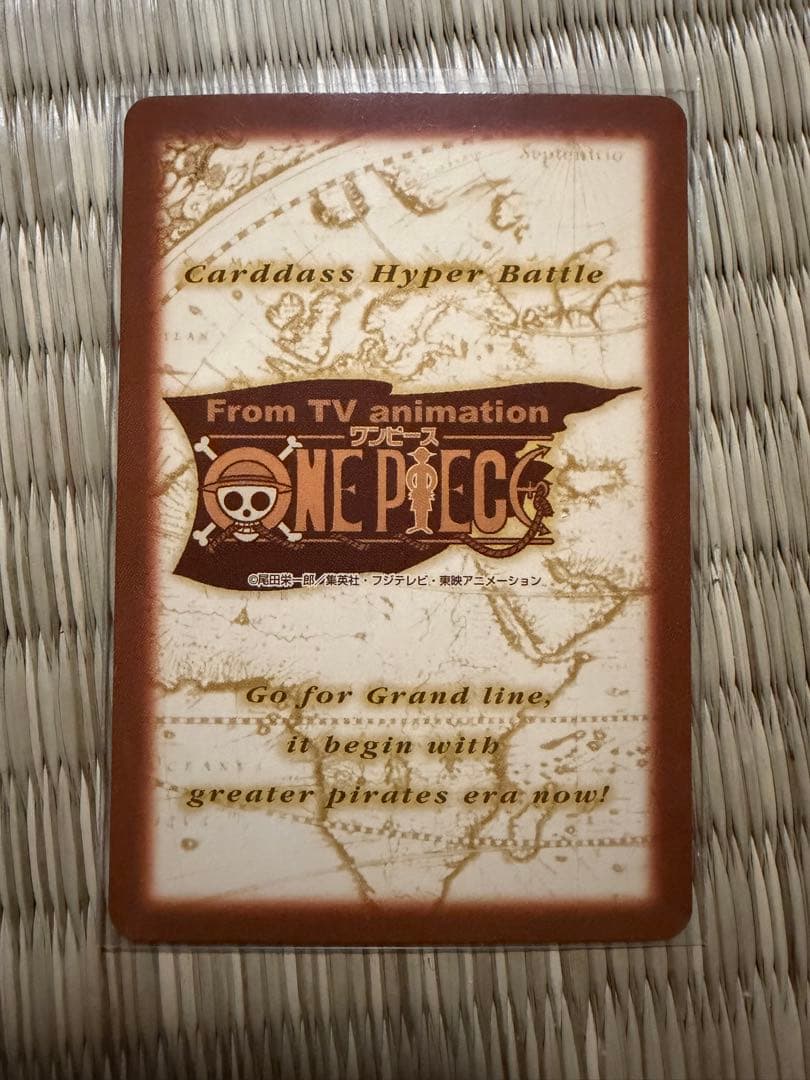 Septentrio
Carddass Hyper Battle
From TV animation
ワンピース
ONE PIECE
©尾田栄一郎／集英社・フジテレビ・東映アニメーション
Go for Grand line,
it begin with
greater pirates era now!